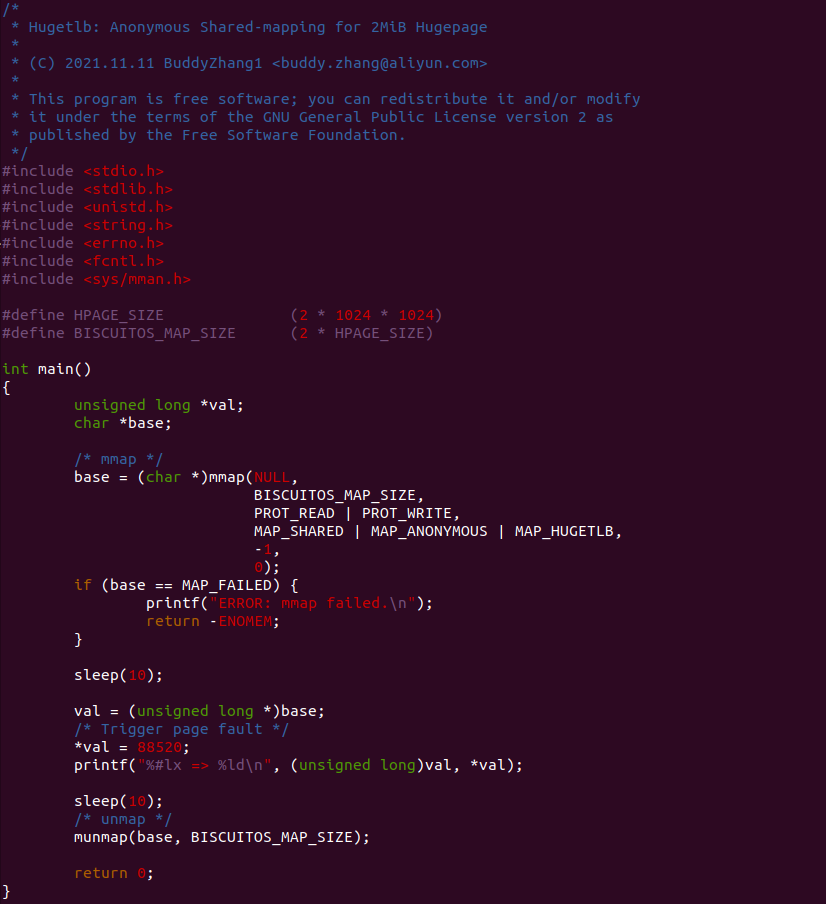 /*
 * Hugetlb: Anonymous Shared-mapping for 2MiB Hugepage
 *
 * (C) 2021.11.11 BuddyZhang1 <buddy.zhang@aliyun.com>
 *
 * This program is free software; you can redistribute it and/or modify
 * it under the terms of the GNU General Public License version 2 as
 * published by the Free Software Foundation.
 */
#include <stdio.h>
#include <stdlib.h>
#include <unistd.h>
#include <string.h>
#include <errno.h>
#include <fcntl.h>
#include <sys/mman.h>

#define HPAGE_SIZE              (2 * 1024 * 1024)
#define BISCUITOS_MAP_SIZE      (2 * HPAGE_SIZE)

int main()
{
        unsigned long *val;
        char *base;

        /* mmap */
        base = (char *)mmap(NULL,
                            BISCUITOS_MAP_SIZE,
                            PROT_READ | PROT_WRITE,
                            MAP_SHARED | MAP_ANONYMOUS | MAP_HUGETLB,
                            -1,
                            0);
        if (base == MAP_FAILED) {
                printf("ERROR: mmap failed.\n");
                return -ENOMEM;
        }

        sleep(10);

        val = (unsigned long *)base;
        /* Trigger page fault */
        *val = 88520;
        printf("%#lx => %ld\n", (unsigned long)val, *val);

        sleep(10);
        /* unmap */
        munmap(base, BISCUITOS_MAP_SIZE);

        return 0;
}